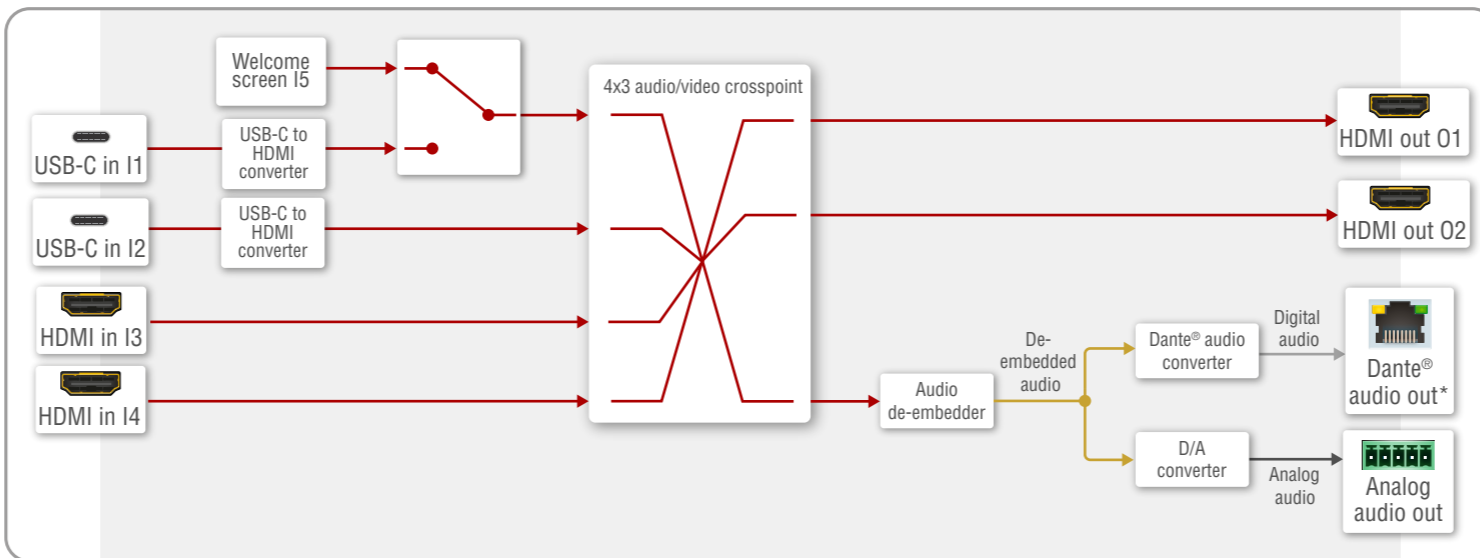 Welcome
screen I5
4x3 audio/video crosspoint
USB-C in I1
USB-C to
HDMI
converter
HDMI out O1
USB-C in I2
USB-C to
HDMI
converter
HDMI out O2
HDMI in I3
HDMI in I4
Audio
de-embedder
De-
embedded
audio
Dante® audio
converter
Digital
audio
Dante®
audio out*
D/A
converter
Analog
audio
Analog
audio out